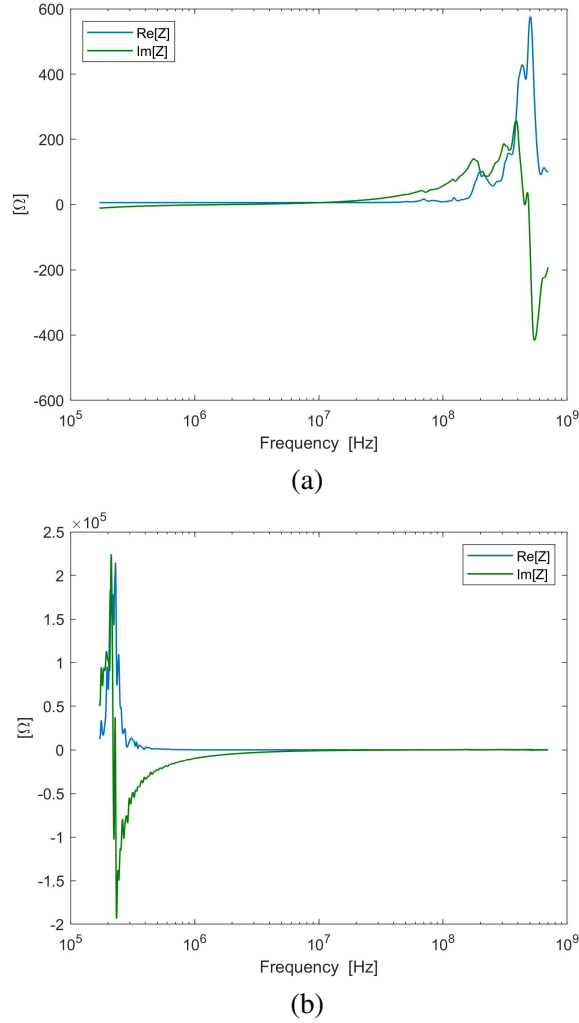 600
400
200
0
-200
-400
-600
[Ω]
Re[Z]
Im[Z]
10^5 10^6 10^7 10^8 10^9
Frequency [Hz]
(a)
×10^5
2.5
2
1.5
1
0.5
0
-0.5
-1
-1.5
-2
[Ω]
Re[Z]
Im[Z]
10^5 10^6 10^7 10^8 10^9
Frequency [Hz]
(b)